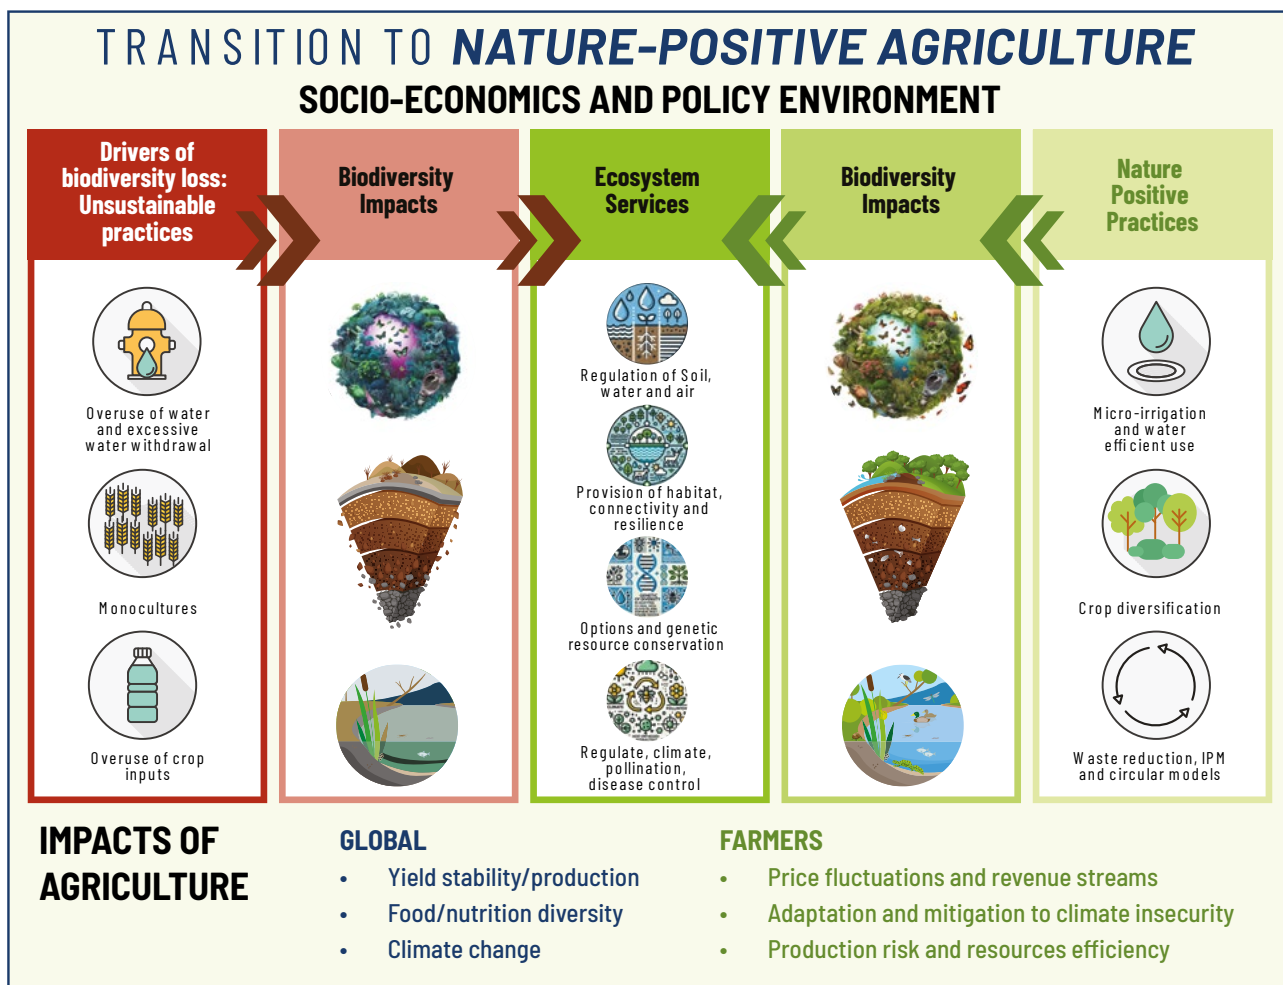 TRANSITION TO NATURE-POSITIVE AGRICULTURE
SOCIO-ECONOMICS AND POLICY ENVIRONMENT
Drivers of
biodiversity loss:
Unsustainable
practices
Overuse of water
and excessive
water withdrawal
Monocultures
Overuse of crop
inputs
Biodiversity
Impacts
Ecosystem
Services
Regulation of Soil,
water and air
Provision of habitat,
connectivity and
resilience
Options and genetic
resource conservation
Regulate, climate,
pollination,
disease control
Biodiversity
Impacts
Nature
Positive
Practices
Micro-irrigation
and water
efficient use
Crop diversification
Waste reduction, IPM
and circular models
IMPACTS OF
AGRICULTURE
GLOBAL
• Yield stability/production
• Food/nutrition diversity
• Climate change
FARMERS
• Price fluctuations and revenue streams
• Adaptation and mitigation to climate insecurity
• Production risk and resources efficiency